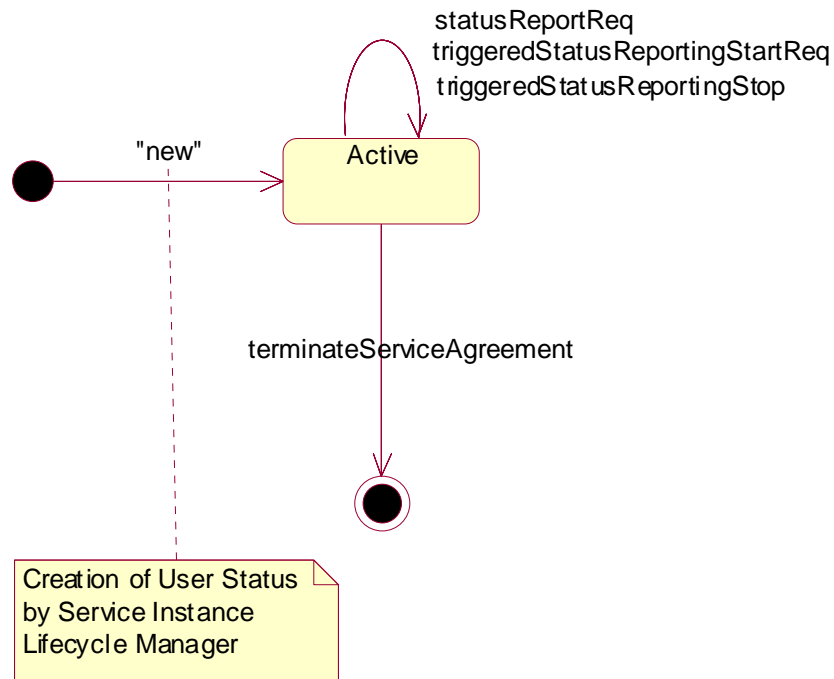 statusReportReq
triggeredStatusReportingStartReq
triggeredStatusReportingStop
"new"
Active
terminateServiceAgreement
Creation of User Status
by Service Instance
Lifecycle Manager